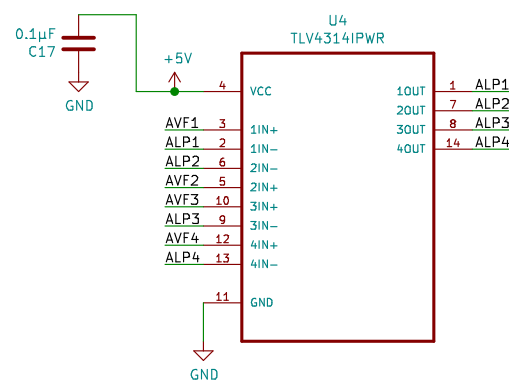 U4
TLV4314IPWR
0.1µF
C17
GND
+5V
4 VCC
AVF1 3 1IN+
ALP1 2 1IN-
ALP2 6 2IN-
AVF2 5 2IN+
AVF3 10 3IN+
ALP3 9 3IN-
AVF4 12 4IN+
ALP4 13 4IN-
11 GND
GND
1OUT 1 ALP1
2OUT 7 ALP2
3OUT 8 ALP3
4OUT 14 ALP4